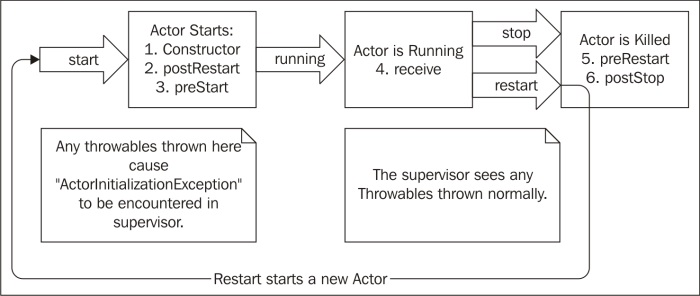 start
Actor Starts:
1. Constructor
2. postRestart
3. preStart
running
Actor is Running
4. receive
stop
restart
Actor is Killed
5. preRestart
6. postStop
Any throwables thrown here
cause
"ActorInitializationException"
to be encountered in
supervisor.
The supervisor sees any
Throwables thrown normally.
Restart starts a new Actor